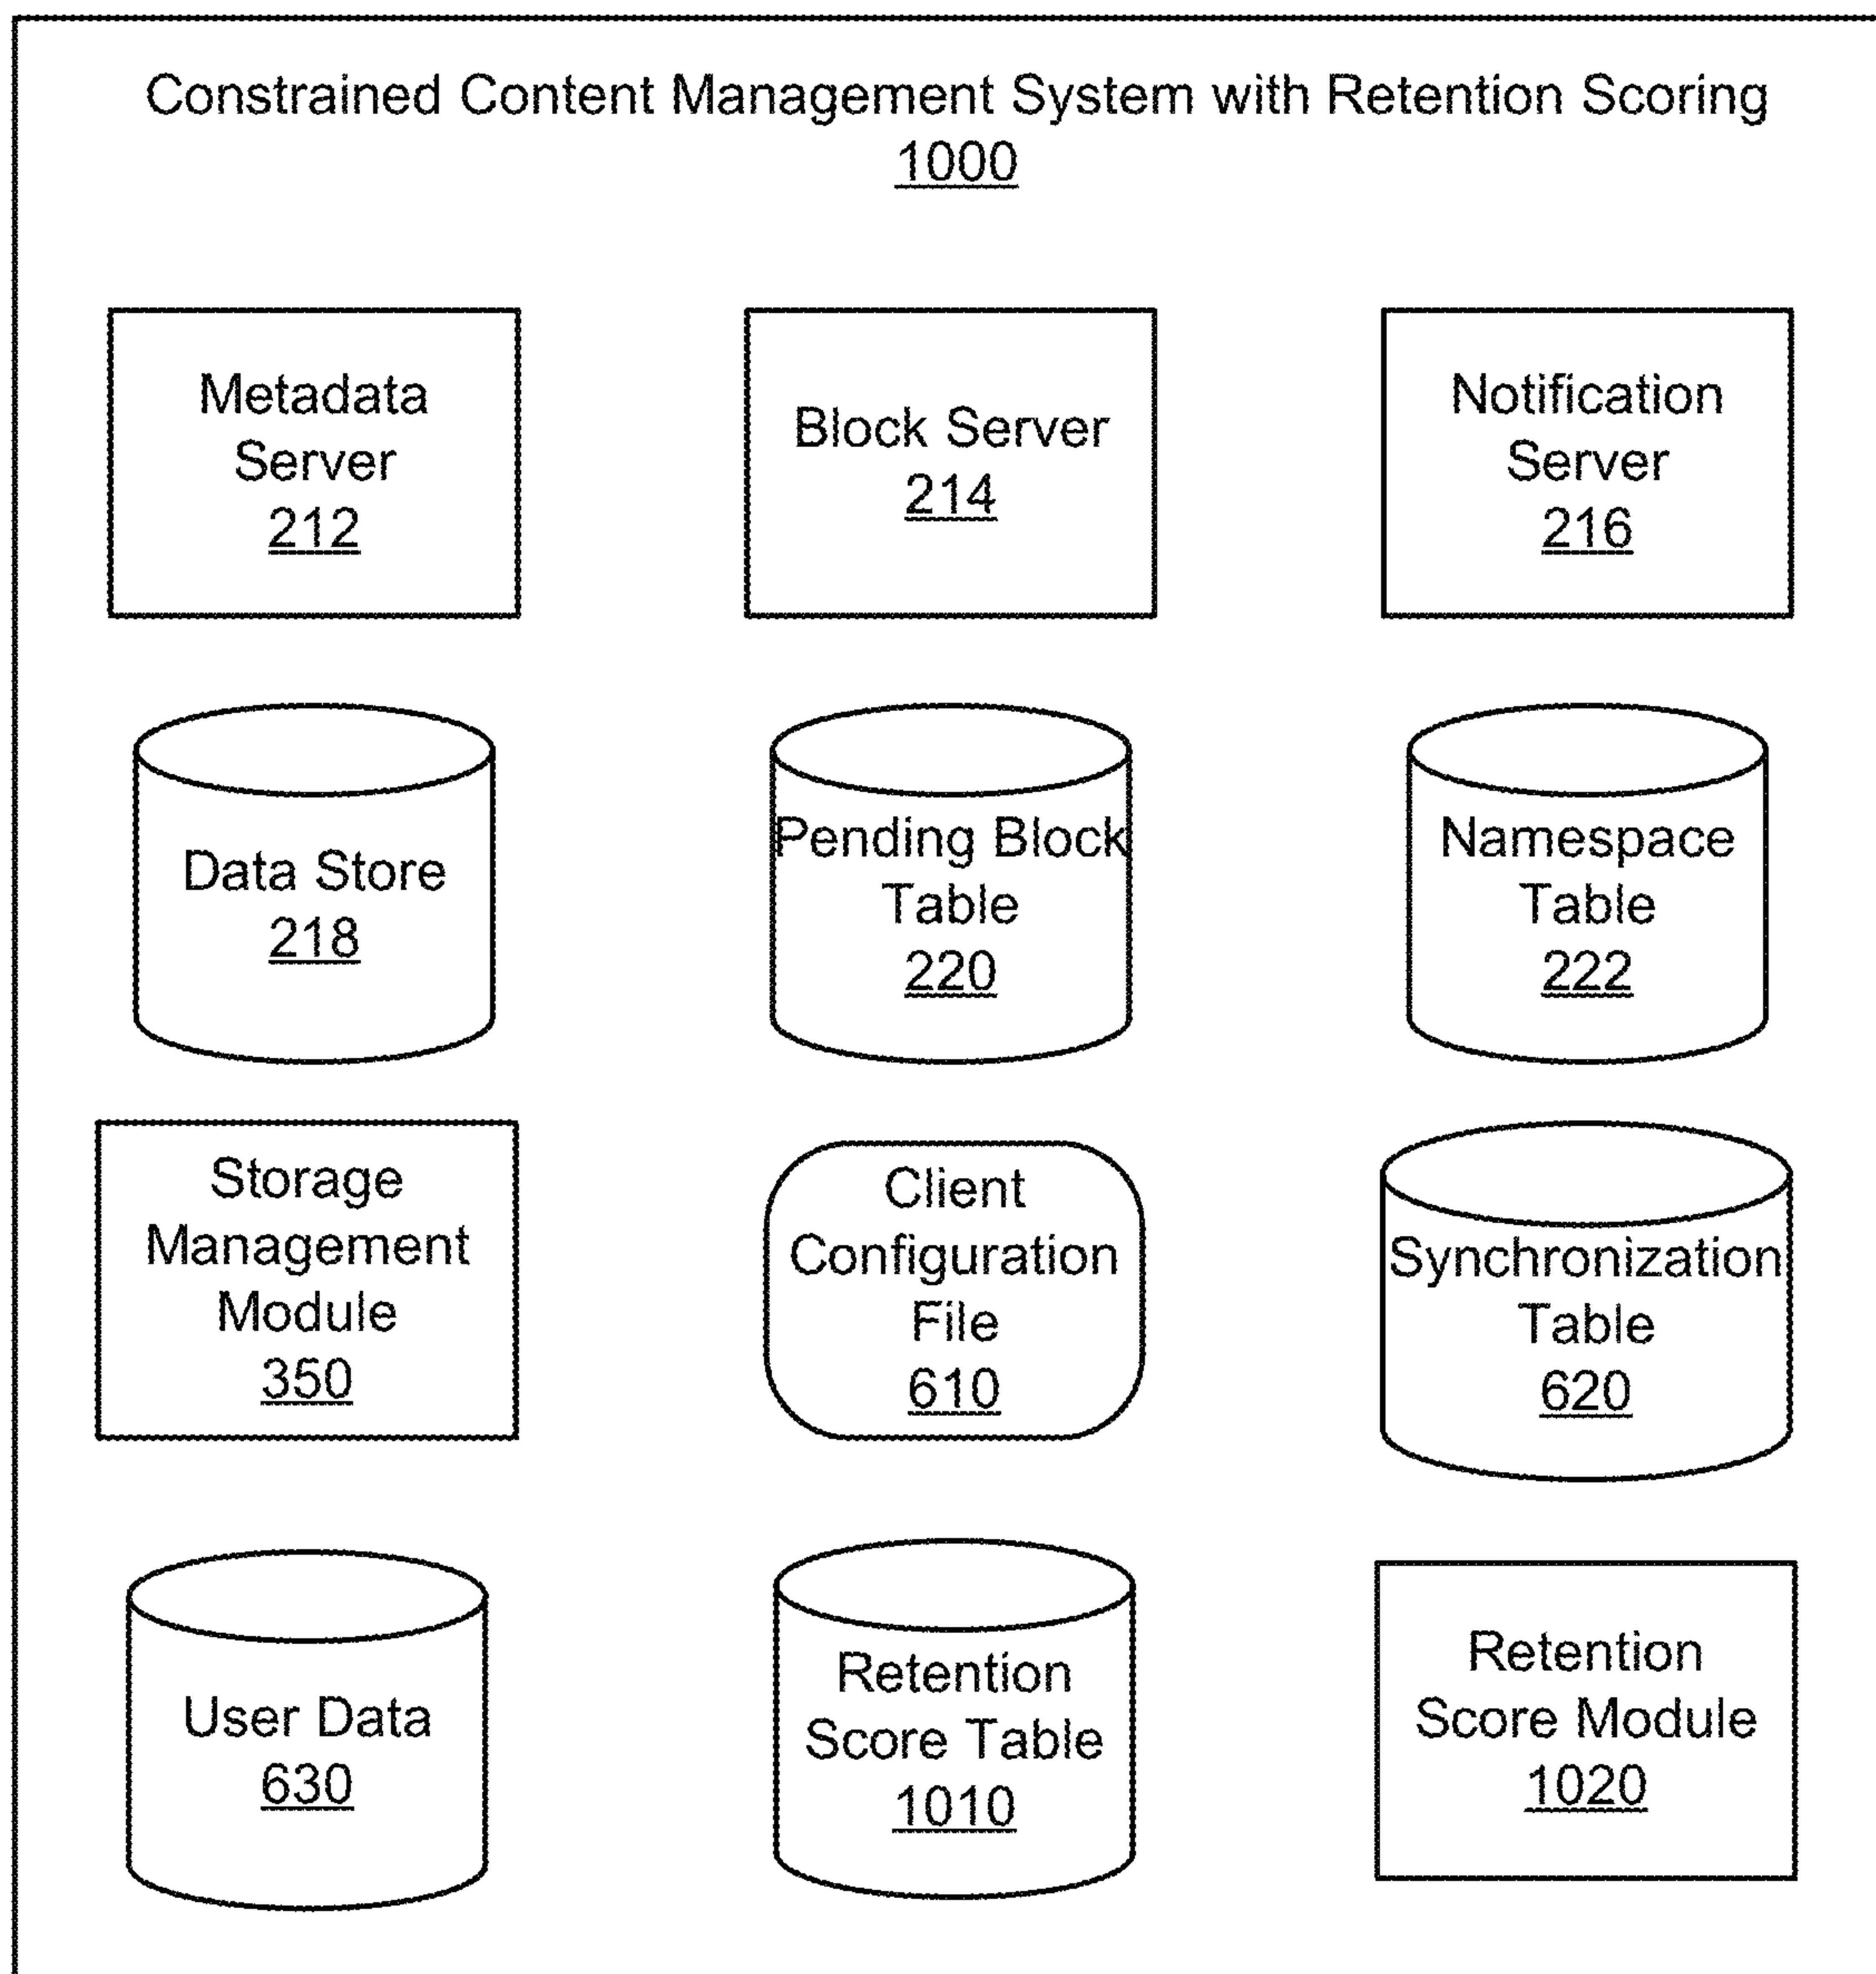 Constrained Content Management System with Retention Scoring
1000
Metadata
Server
212
Block Server
214
Notification
Server
216
Data Store
218
Pending Block
Table
220
Namespace
Table
222
Storage
Management
Module
350
Client
Configuration
File
610
Synchronization
Table
620
User Data
630
Retention
Score Table
1010
Retention
Score Module
1020